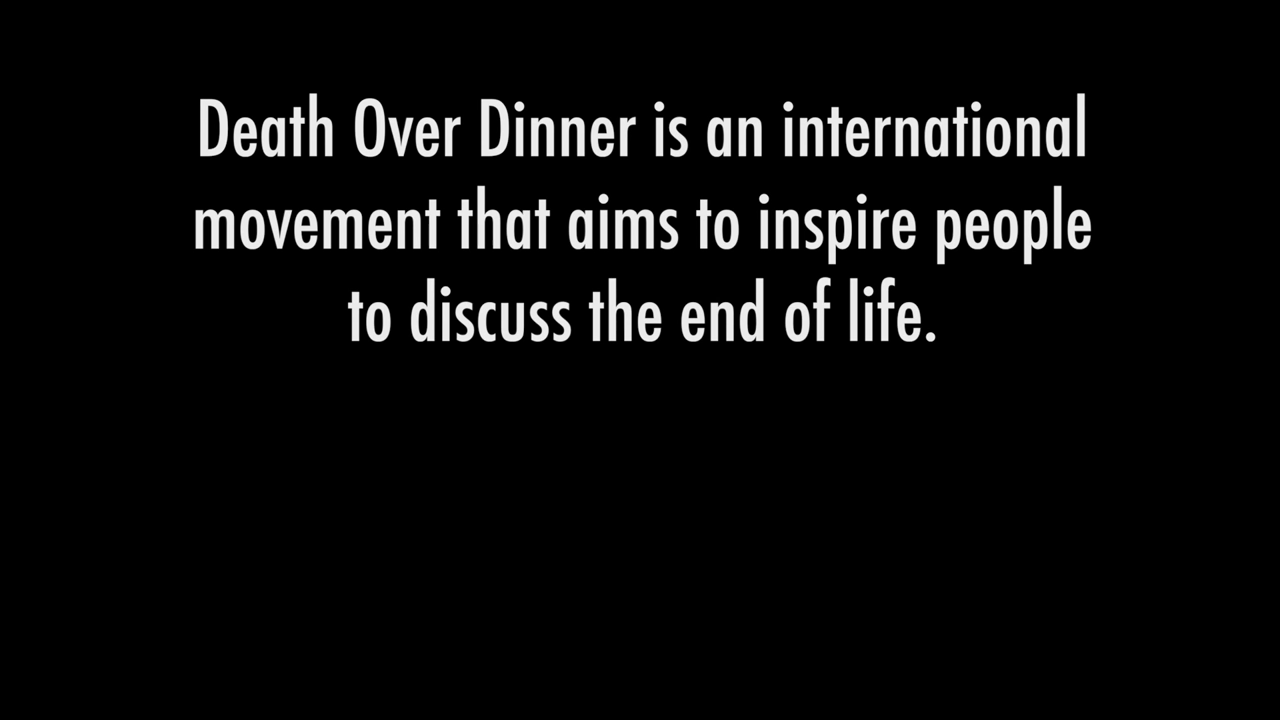 Death Over Dinner is an international
movement that aims to inspire people
to discuss the end of life.